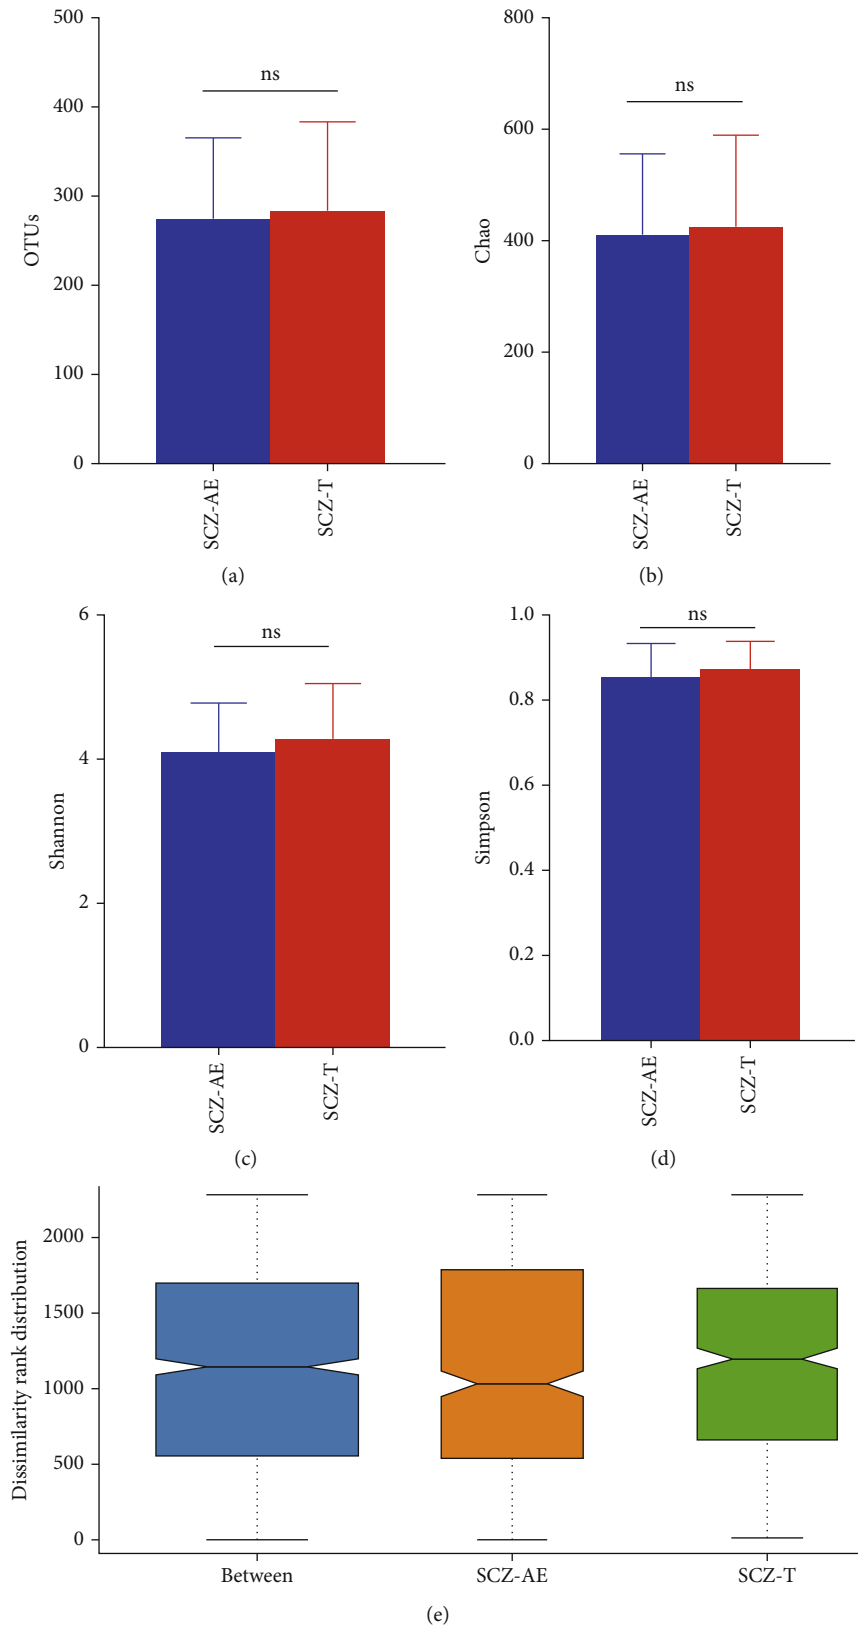 500
400
300
200
100
0
OTUs
ns
SCZ-AE
SCZ-T
(a)
800
600
400
200
0
Chao
ns
SCZ-AE
SCZ-T
(b)
6
4
2
0
Shannon
ns
SCZ-AE
SCZ-T
(c)
1.0
0.8
0.6
0.4
0.2
0.0
Simpson
ns
SCZ-AE
SCZ-T
(d)
2000
1500
1000
500
0
Dissimilarity rank distribution
Between
SCZ-AE
SCZ-T
(e)